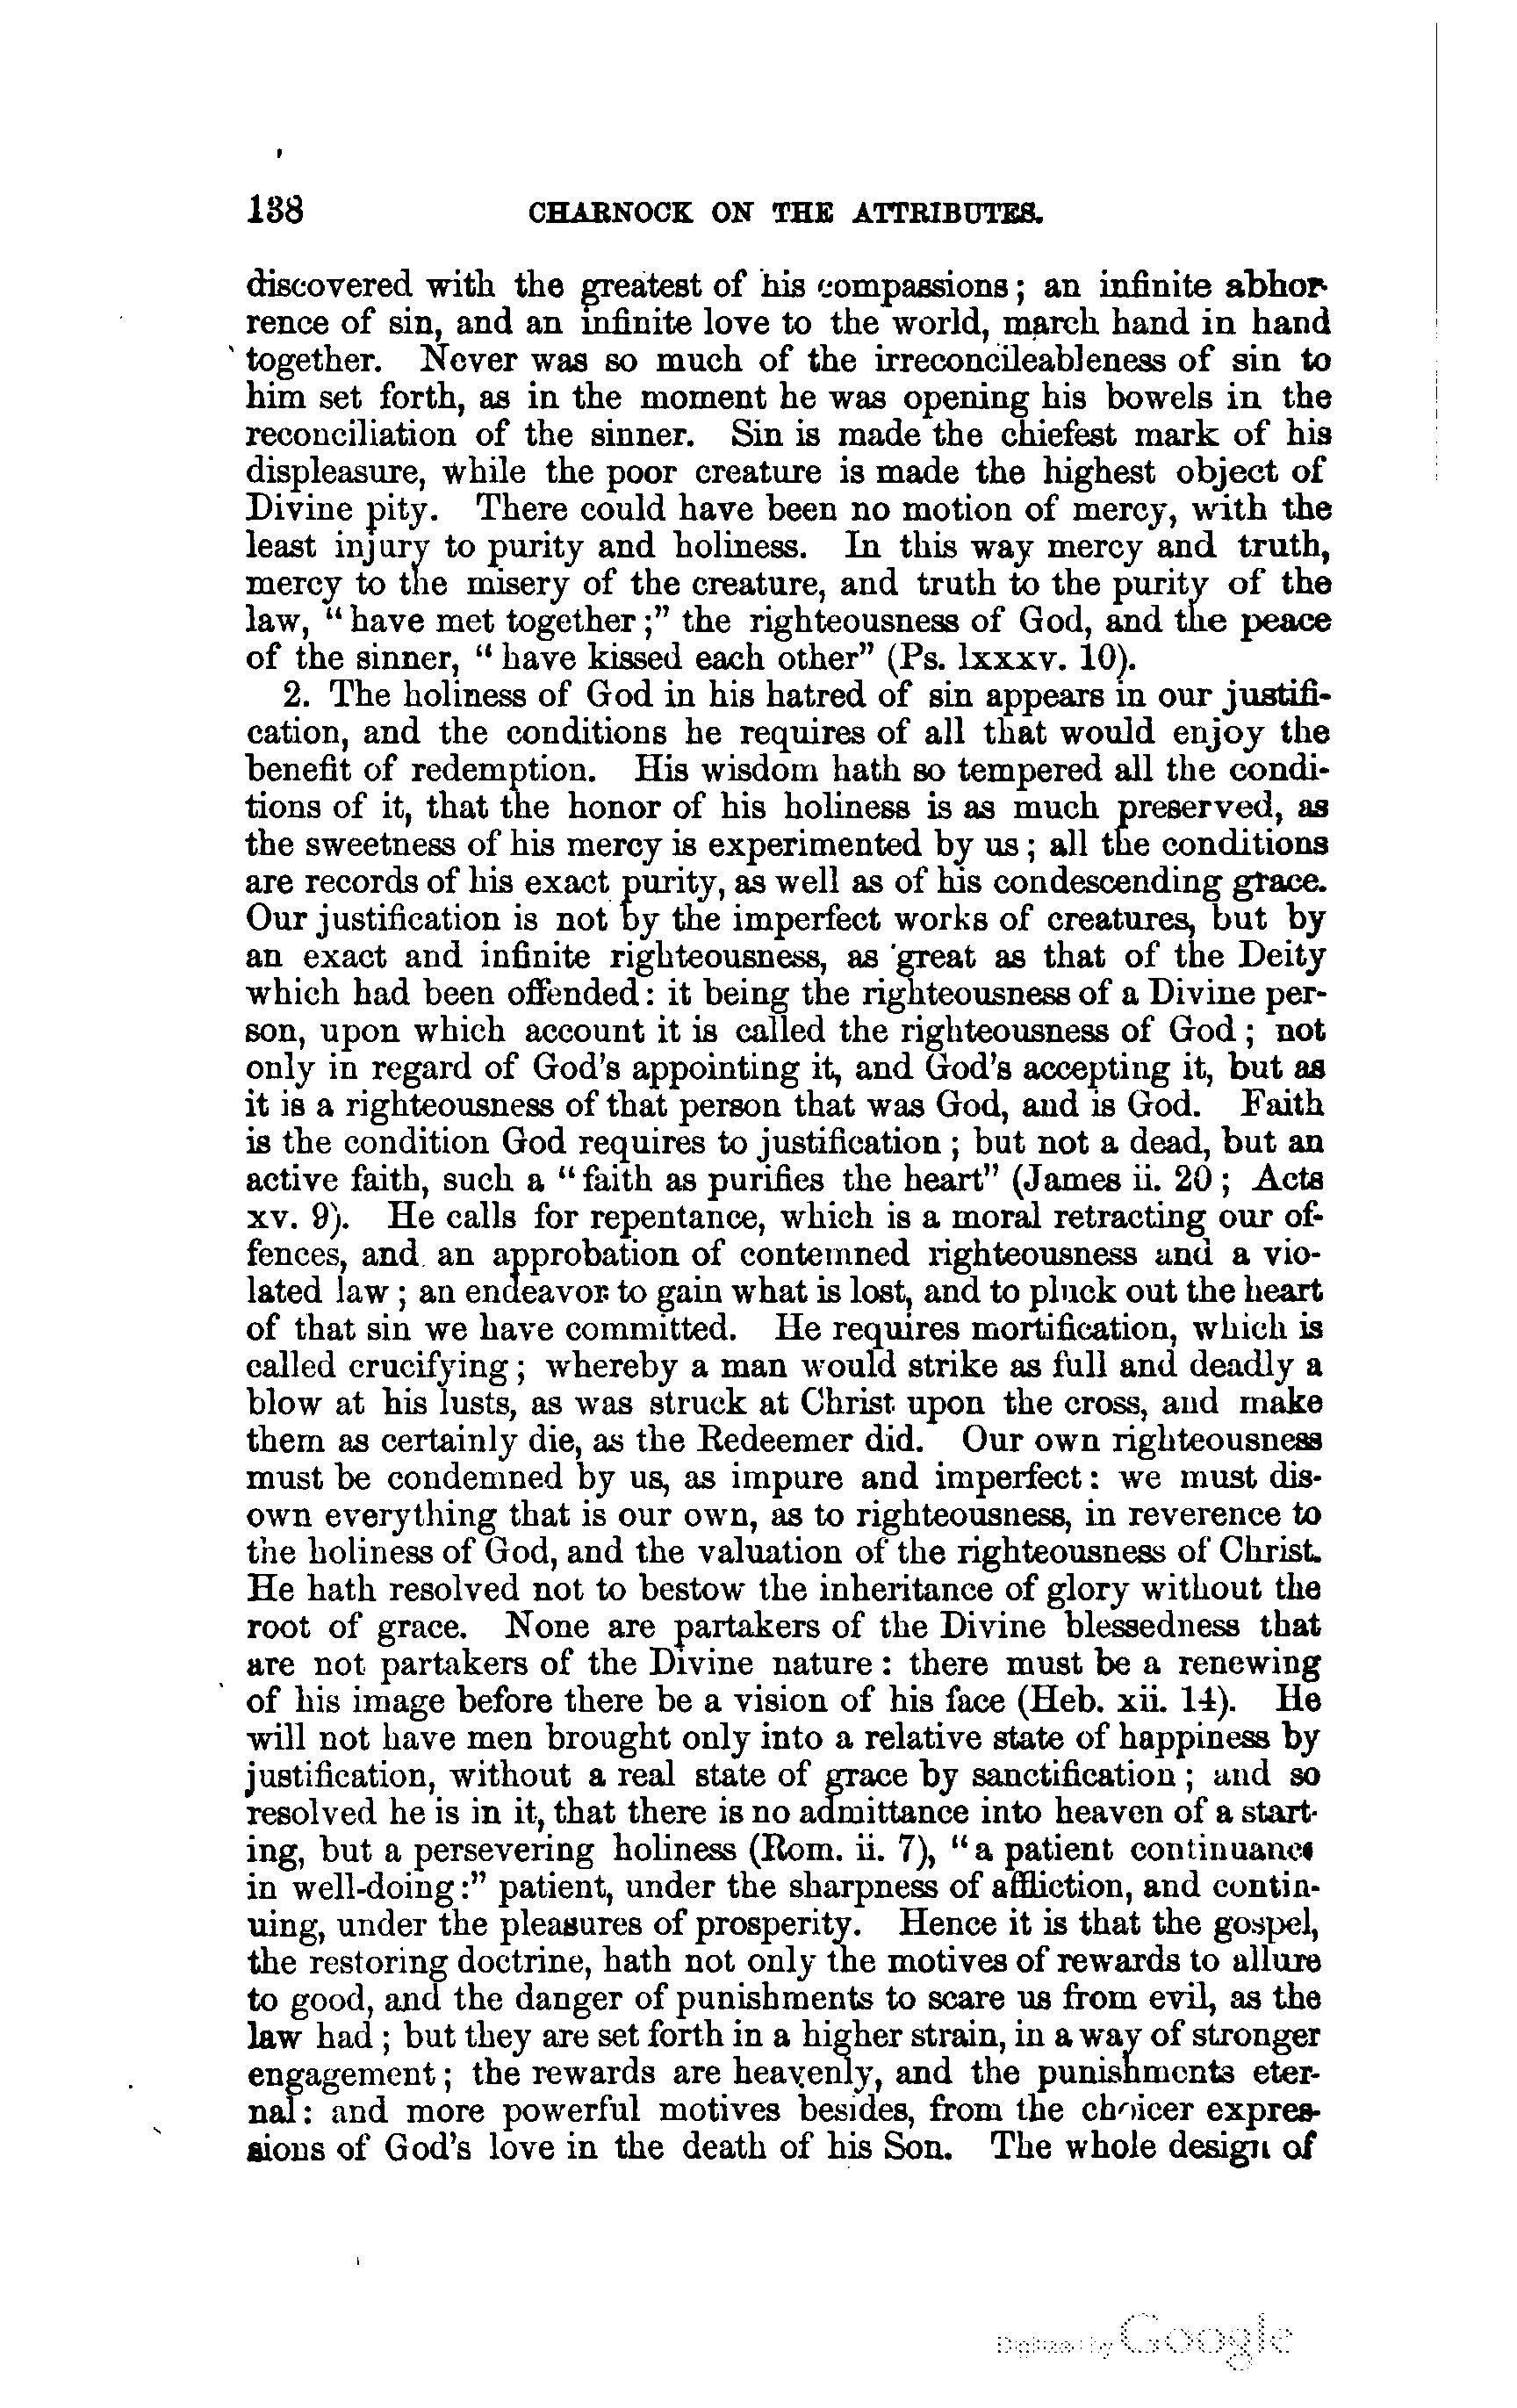 138 CHARNOCK ON THE ATTRIBUTES.
discovered with the greatest of his compassions; an infinite abhor-
rence of sin, and an infinite love to the world, march hand in hand
together. Never was so much of the irreconcileableness of sin to
him set forth, as in the moment he was opening his bowels in the
reconciliation of the sinner. Sin is made the chiefest mark of his
displeasure, while the poor creature is made the highest object of
Divine pity. There could have been no motion of mercy, with the
least injury to purity and holiness. In this way mercy and truth,
mercy to the misery of the creature, and truth to the purity of the
law, "have met together;" the righteousness of God, and the peace
of the sinner, "have kissed each other" (Ps. lxxxv. 10).
2. The holiness of God in his hatred of sin appears in our justifi-
cation, and the conditions he requires of all that would enjoy the
benefit of redemption. His wisdom hath so tempered all the condi-
tions of it, that the honor of his holiness is as much preserved, as
the sweetness of his mercy is experimented by us; all the conditions
are records of his exact purity, as well as of his condescending grace.
Our justification is not by the imperfect works of creatures, but by
an exact and infinite righteousness, as great as that of the Deity
which had been offended: it being the righteousness of a Divine per-
son, upon which account it is called the righteousness of God; not
only in regard of God's appointing it, and God's accepting it, but as
it is a righteousness of that person that was God, and is God. Faith
is the condition God requires to justification; but not a dead, but an
active faith, such a "faith as purifies the heart" (James ii. 20; Acts
xv. 9). He calls for repentance, which is a moral retracting our of-
fences, and an approbation of contemned righteousness and a vio-
lated law; an endeavor to gain what is lost, and to pluck out the heart
of that sin we have committed. He requires mortification, which is
called crucifying; whereby a man would strike as full and deadly a
blow at his lusts, as was struck at Christ upon the cross, and make
them as certainly die, as the Redeemer did. Our own righteousness
must be condemned by us, as impure and imperfect: we must dis-
own everything that is our own, as to righteousness, in reverence to
the holiness of God, and the valuation of the righteousness of Christ.
He hath resolved not to bestow the inheritance of glory without the
root of grace. None are partakers of the Divine blessedness that
are not partakers of the Divine nature: there must be a renewing
of his image before there be a vision of his face (Heb. xii. 14). He
will not have men brought only into a relative state of happiness by
justification, without a real state of grace by sanctification; and so
resolved he is in it, that there is no admittance into heaven of a start-
ing, but a persevering holiness (Rom. ii. 7), "a patient continuance
in well-doing:" patient, under the sharpness of affliction, and contin-
uing, under the pleasures of prosperity. Hence it is that the gospel,
the restoring doctrine, hath not only the motives of rewards to allure
to good, and the danger of punishments to scare us from evil, as the
law had; but they are set forth in a higher strain, in a way of stronger
engagement; the rewards are heavenly, and the punishments eter-
nal: and more powerful motives besides, from the choicer expres-
sions of God's love in the death of his Son. The whole design of
Digitized by Google